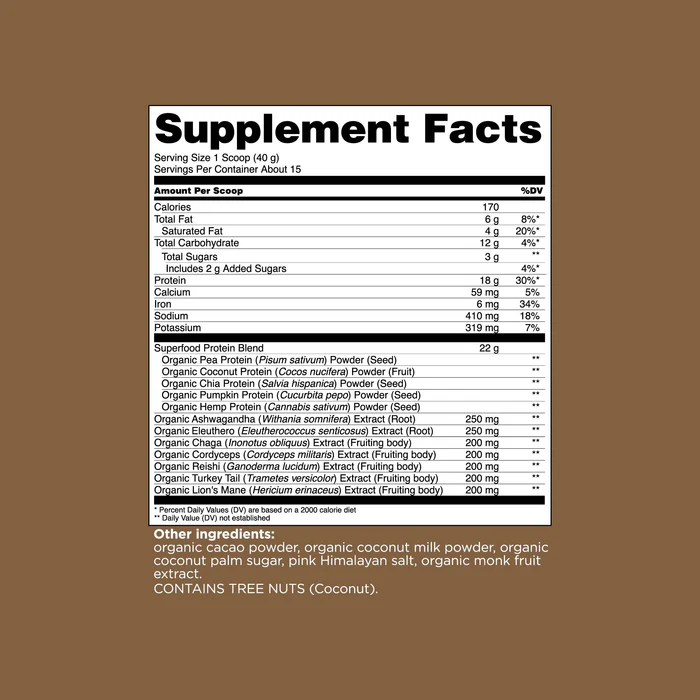 Supplement Facts
Serving Size 1 Scoop (40 g)
Servings Per Container About 15
Amount Per Scoop %DV
Calories 170
Total Fat 6 g 8%*
Saturated Fat 4 g 20%*
Total Carbohydrate 12 g 4%*
Total Sugars 3 g **
Includes 2 g Added Sugars 4%*
Protein 18 g 30%*
Calcium 59 mg 5%
Iron 6 mg 34%
Sodium 410 mg 18%
Potassium 319 mg 7%
Superfood Protein Blend 22 g
Organic Pea Protein (Pisum sativum) Powder (Seed) **
Organic Coconut Protein (Cocos nucifera) Powder (Fruit) **
Organic Chia Protein (Salvia hispanica) Powder (Seed) **
Organic Pumpkin Protein (Cucurbita pepo) Powder (Seed) **
Organic Hemp Protein (Cannabis sativum) Powder (Seed) **
Organic Ashwagandha (Withania somnifera) Extract (Root) 250 mg **
Organic Eleuthero (Eleutherococcus senticosus) Extract (Root) 250 mg **
Organic Chaga (Inonotus obliquus) Extract (Fruiting body) 200 mg **
Organic Cordyceps (Cordyceps militaris) Extract (Fruiting body) 200 mg **
Organic Reishi (Ganoderma lucidum) Extract (Fruiting body) 200 mg **
Organic Turkey Tail (Trametes versicolor) Extract (Fruiting body) 200 mg **
Organic Lion's Mane (Hericium erinaceus) Extract (Fruiting body) 200 mg **
* Percent Daily Values (DV) are based on a 2000 calorie diet
** Daily Value (DV) not established
Other ingredients:
organic cacao powder, organic coconut milk powder, organic
coconut palm sugar, pink Himalayan salt, organic monk fruit
extract.
CONTAINS TREE NUTS (Coconut).